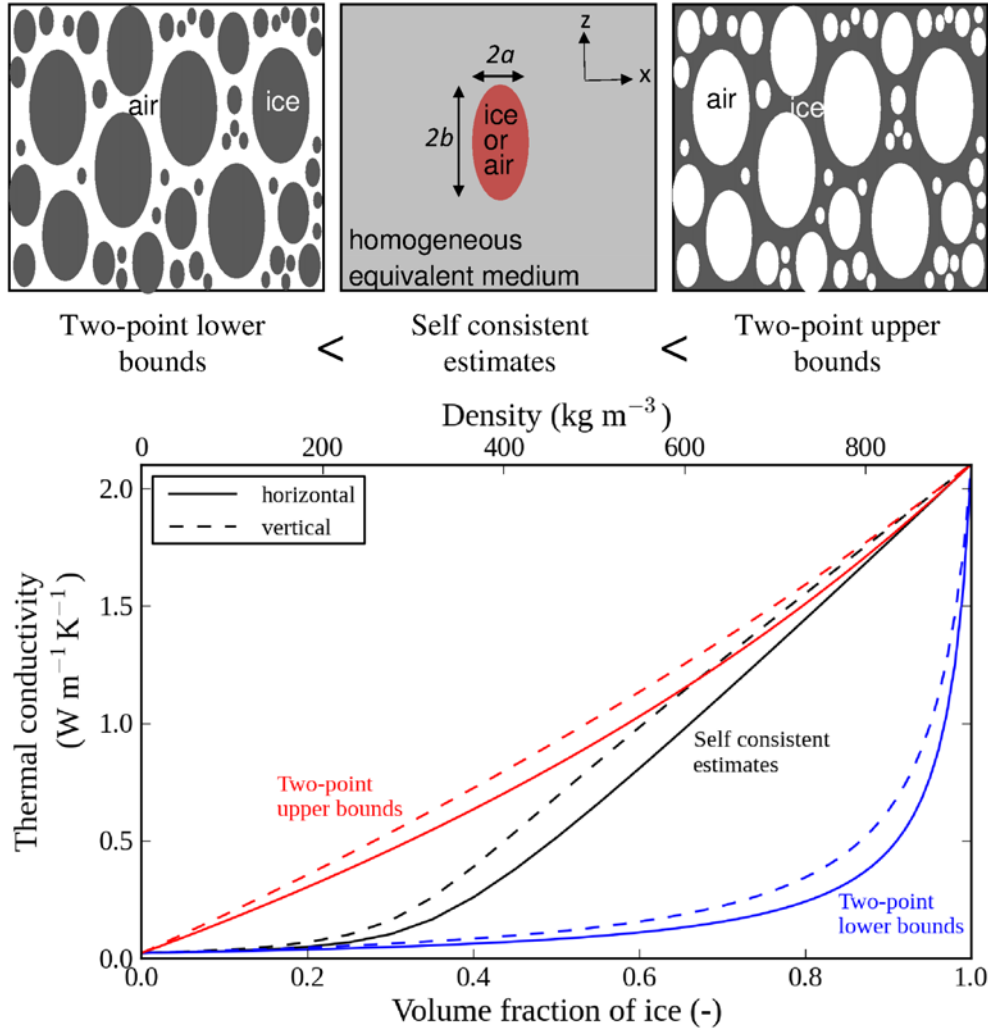 air
ice
2a
2b
ice
or
air
z
x
homogeneous
equivalent medium
air
ice
Two-point lower
bounds
<
Self consistent
estimates
<
Two-point upper
bounds
Density (kg m⁻³)
0
200
400
600
800
horizontal
vertical
Thermal conductivity
(W m⁻¹K⁻¹)
2.0
1.5
1.0
0.5
0.0
Two-point
upper bounds
Self consistent
estimates
Two-point
lower bounds
0.0
0.2
0.4
0.6
0.8
1.0
Volume fraction of ice (-)